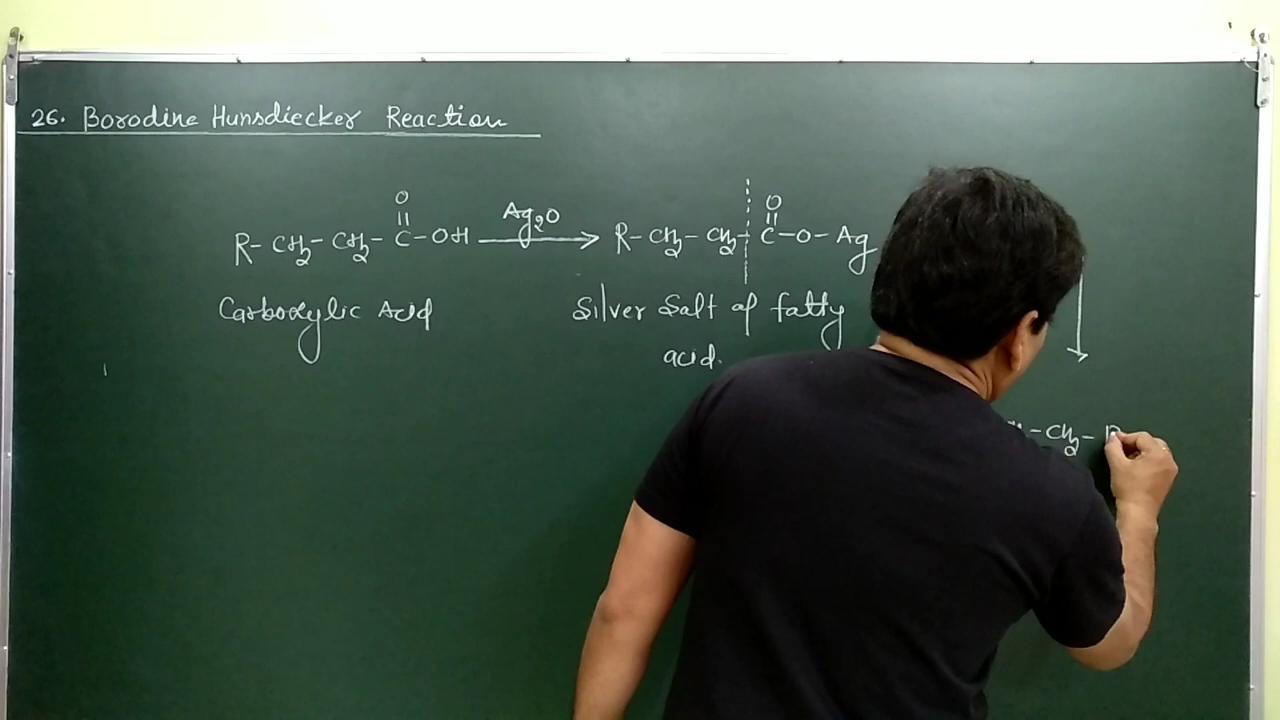 26. Borodine Hunsdiecker Reaction
O Ag2O O
R- CH2- CH2- C-OH ⟶ R- CH2- CH2- C-O-Ag
Carboxylic Acid Silver Salt of fatty
acid.
-CH2-